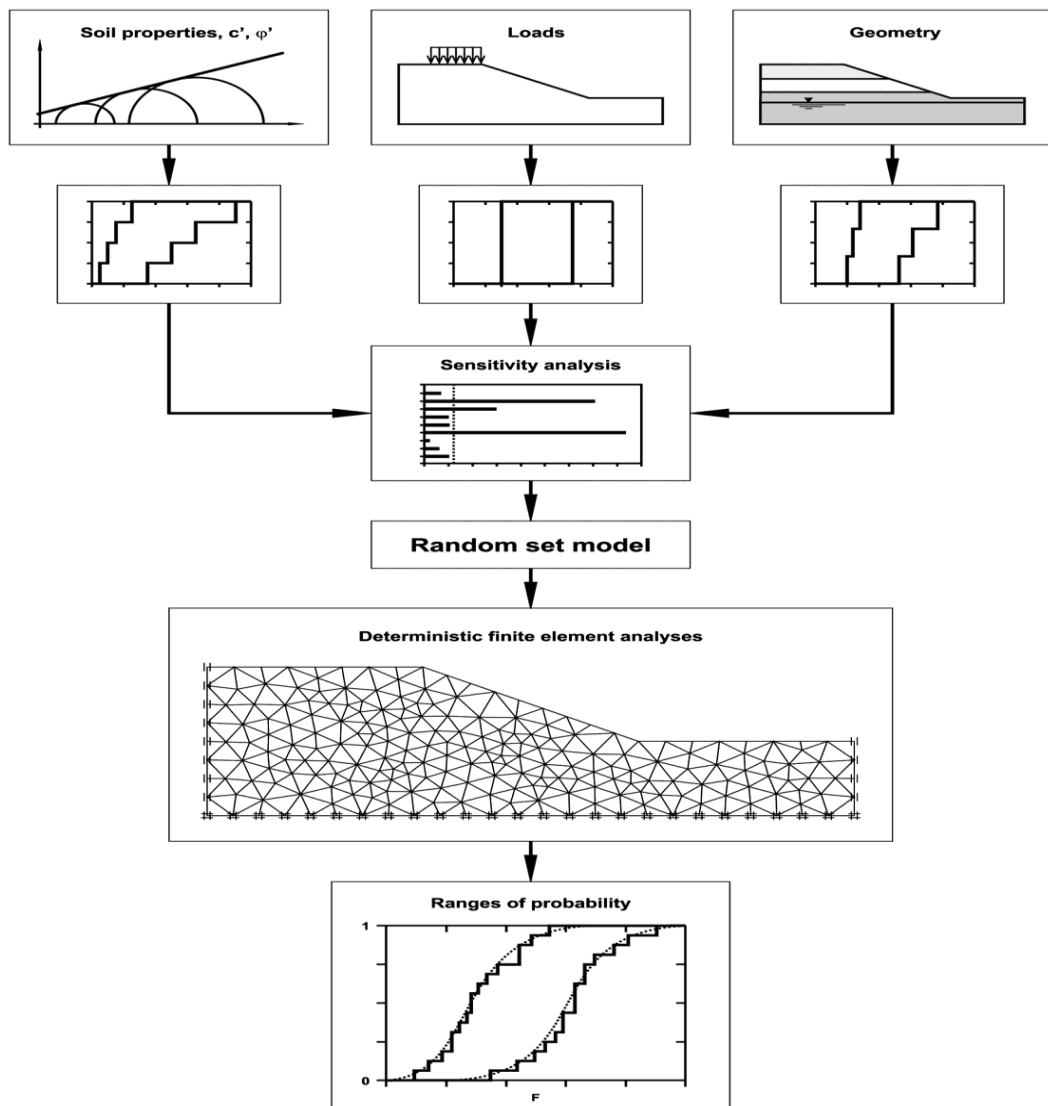 Soil properties, c', φ'
Loads
Geometry
Sensitivity analysis
Random set model
Deterministic finite element analyses
Ranges of probability
1
0
F